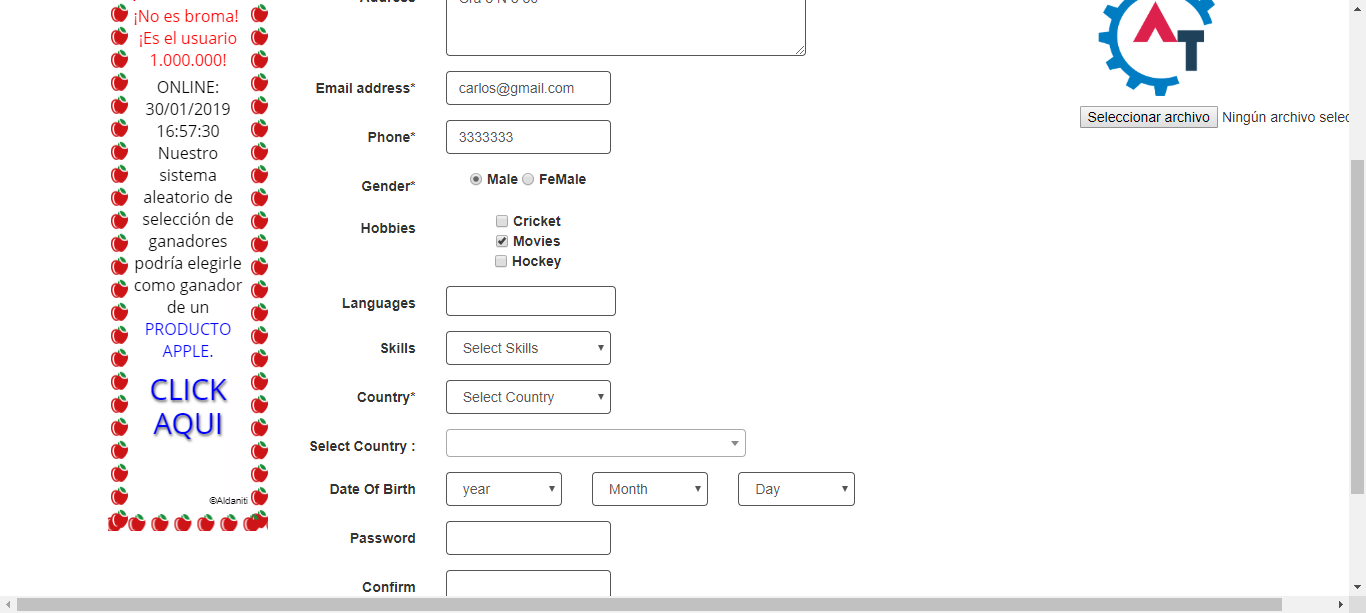 ¡No es broma!
¡Es el usuario
1.000.000!
ONLINE:
30/01/2019
16:57:30
Nuestro
sistema
aleatorio de
selección de
ganadores
podría elegirle
como ganador
de un
PRODUCTO
APPLE.
CLICK
AQUI
©Aldaniti
Address
Email address*
carlos@gmail.com
Phone*
3333333
Gender*
Male FeMale
Hobbies
Cricket
Movies
Hockey
Languages
Skills
Select Skills
Country*
Select Country
Select Country :
Date Of Birth
year Month Day
Password
Confirm
AT
Seleccionar archivo Ningún archivo selec